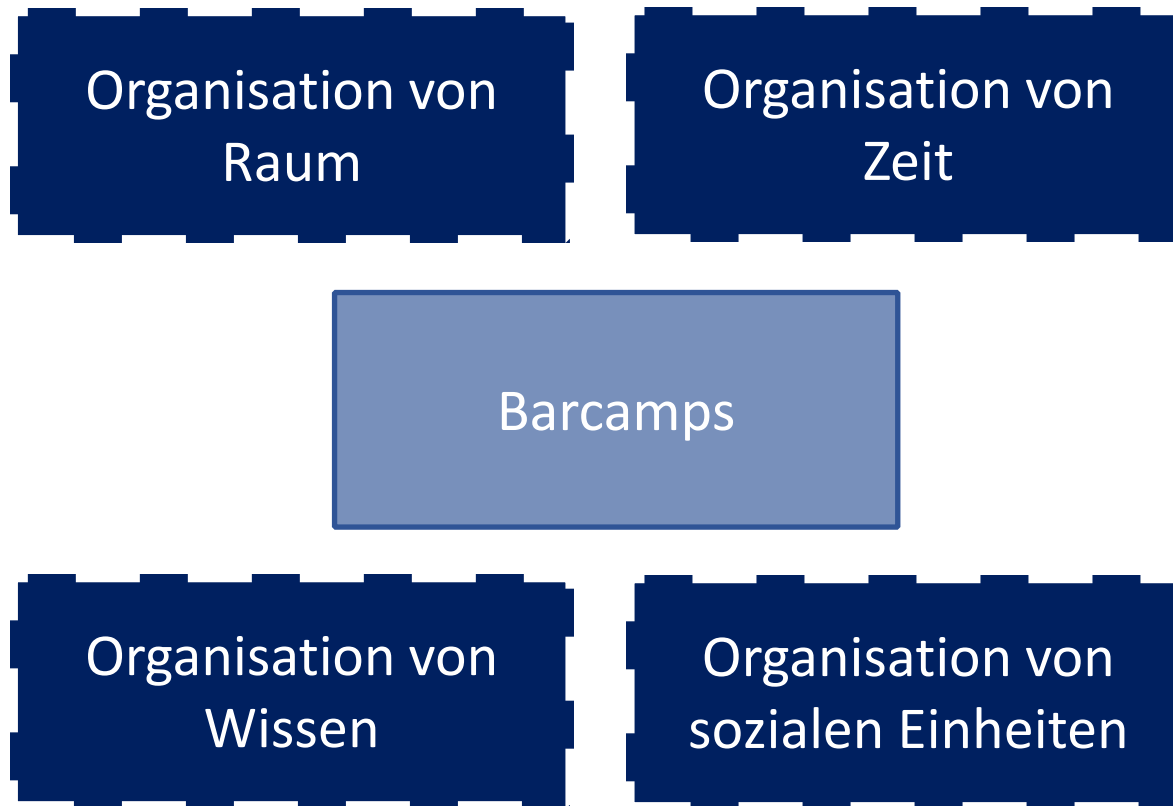 Organisation von
Raum
Organisation von
Zeit
Barcamps
Organisation von
Wissen
Organisation von
sozialen Einheiten